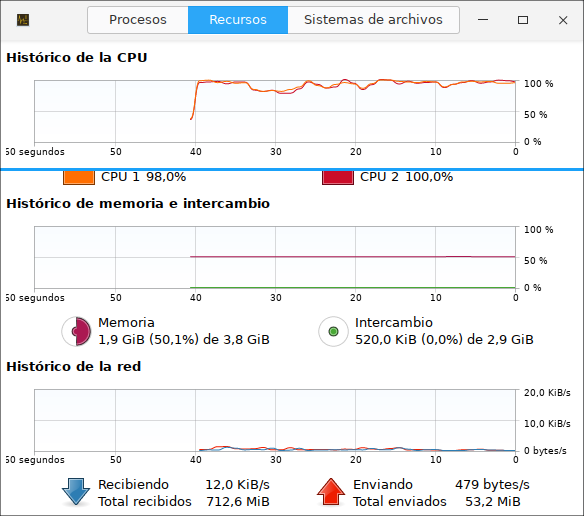 Procesos Recursos Sistemas de archivos
Histórico de la CPU
100 %
50 %
0 %
60 segundos 50 40 30 20 10 0
CPU 1 98,0% CPU 2 100,0%
Histórico de memoria e intercambio
100 %
50 %
0 %
60 segundos 50 40 30 20 10 0
Memoria Intercambio
1,9 GiB (50,1%) de 3,8 GiB 520,0 KiB (0,0%) de 2,9 GiB
Histórico de la red
20,0 KiB/s
10,0 KiB/s
0 bytes/s
60 segundos 50 40 30 20 10 0
Recibiendo 12,0 KiB/s Enviando 479 bytes/s
Total recibidos 712,6 MiB Total enviados 53,2 MiB